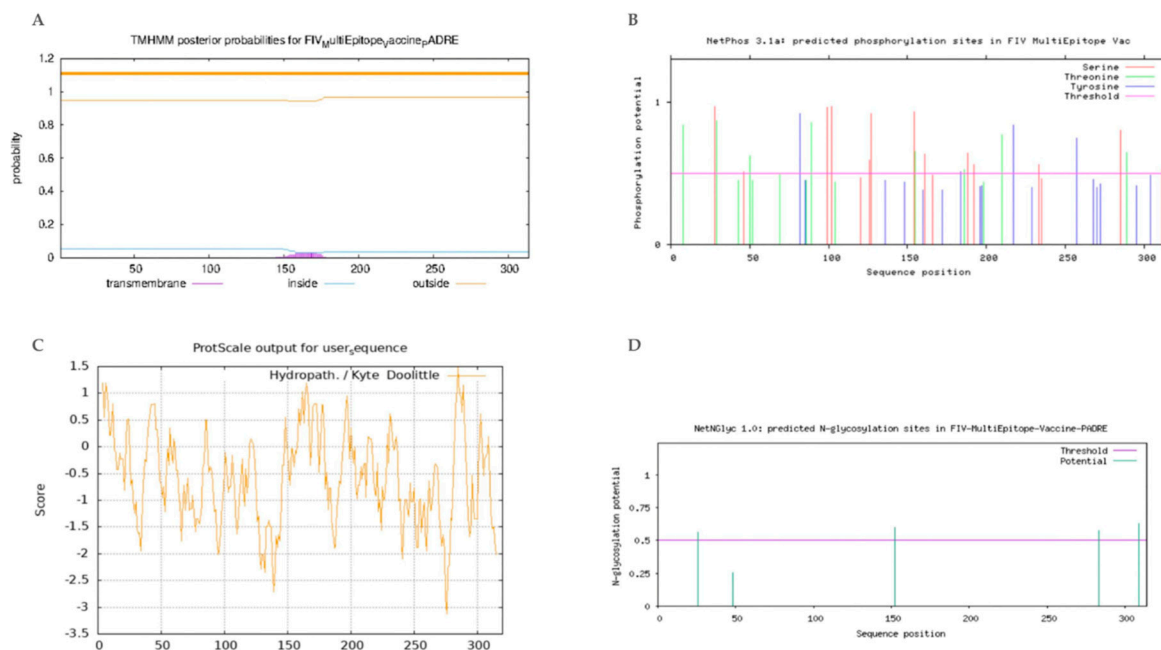 A
TMHMM posterior probabilities for FIV_MultiEpitope_Vaccine_PADRE
1.2
1
0.8
0.6
0.4
0.2
0
probability
50 100 150 200 250 300
transmembrane inside outside
B
NetPhos 3.1a: predicted phosphorylation sites in FIV MultiEpitope Vac
Serine
Threonine
Tyrosine
Threshold
1
0
Phosphorylation potential
0 50 100 150 200 250 300
Sequence position
C
ProtScale output for user_sequence
Hydropath. / Kyte Doolittle
1.5
1
0.5
0
-0.5
-1
-1.5
-2
-2.5
-3
-3.5
Score
0 50 100 150 200 250 300
D
NetNGlyc 1.0: predicted N-glycosylation sites in FIV-MultiEpitope-Vaccine-PADRE
Threshold
Potential
1
0.75
0.5
0.25
0
N-glycosylation potential
0 50 100 150 200 250 300
Sequence position